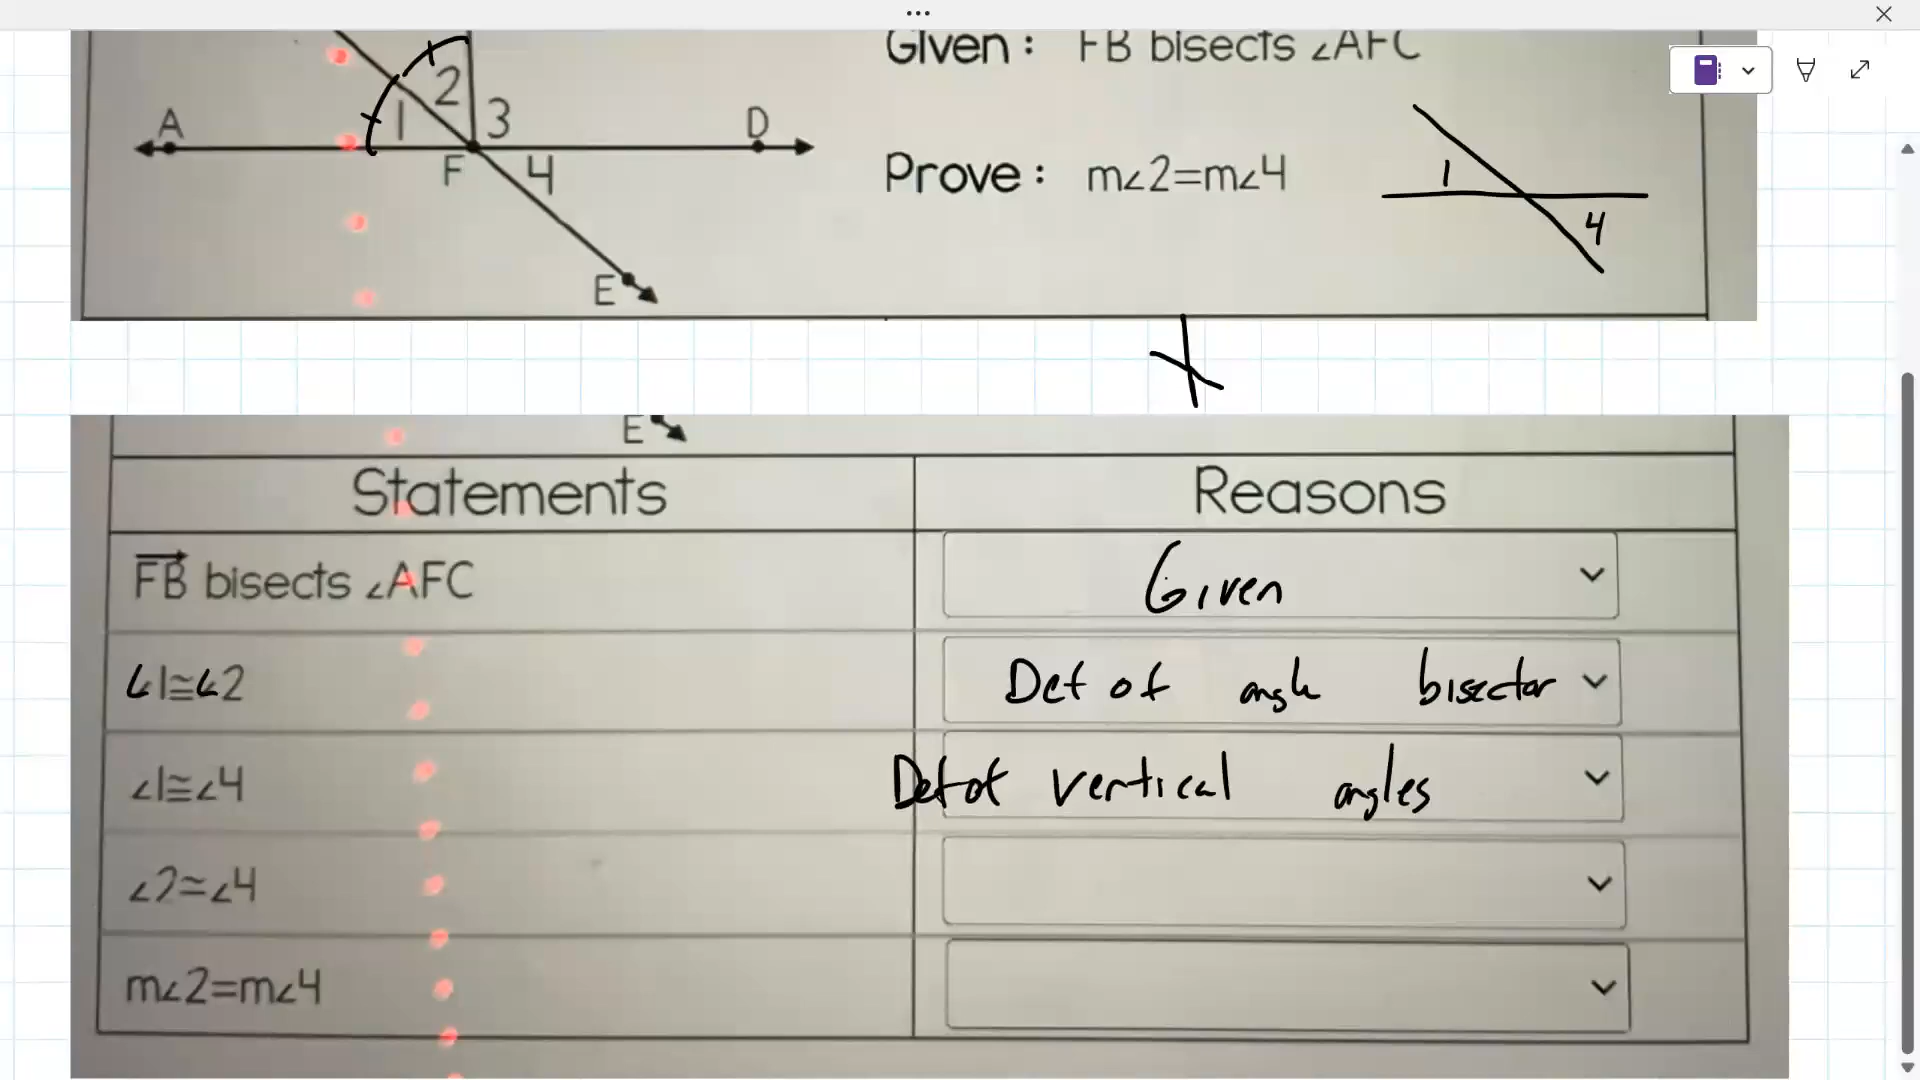 ...
Given : FB bisects ∠AFC
2
1
3
A
D
F
4
Prove : m∠2=m∠4
1
4
E
E
Statements
Reasons
FB bisects ∠AFC
Given
∠1≅∠2
Def of angle bisector
∠1≅∠4
Def of vertical angles
∠2≃∠4
m∠2=m∠4